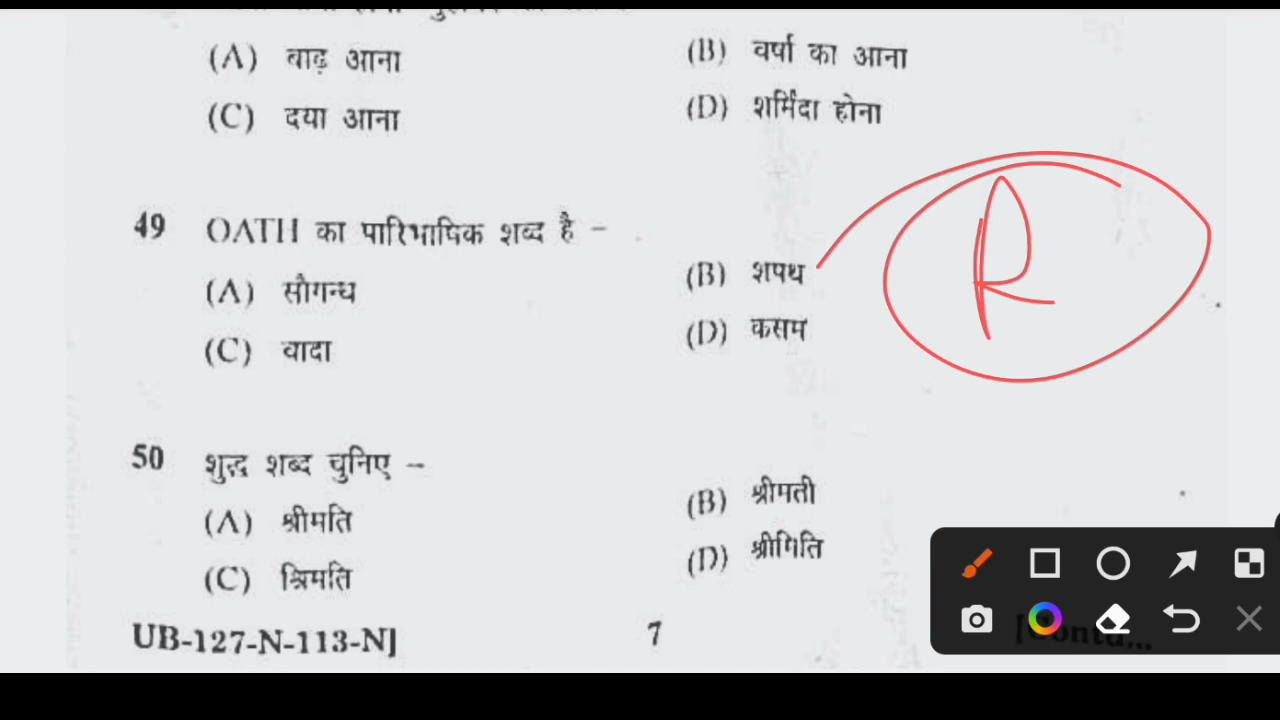 (A) बाढ़ आना (B) वर्षा का आना
(C) दया आना (D) शर्मिंदा होना
49 OATH का पारिभाषिक शब्द है –
(A) सौगन्ध (B) शपथ
(C) वादा (D) कसम
R
50 शुद्ध शब्द चुनिए –
(A) श्रीमति (B) श्रीमती
(C) श्रिमति (D) श्रीमिति
UB-127-N-113-N] 7 [Contd...